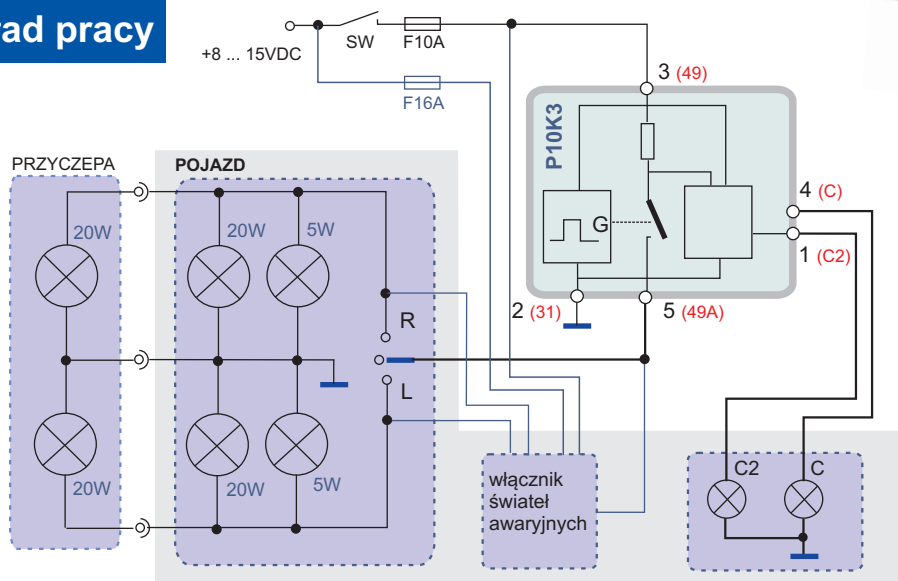 rad pracy
+8 ... 15VDC
SW
F10A
F16A
3 (49)
P10K3
G
4 (C)
1 (C2)
2 (31)
5 (49A)
PRZYCZEPA
POJAZD
20W
20W
5W
R
L
20W
20W
5W
włącznik
świateł
awaryjnych
C2
C